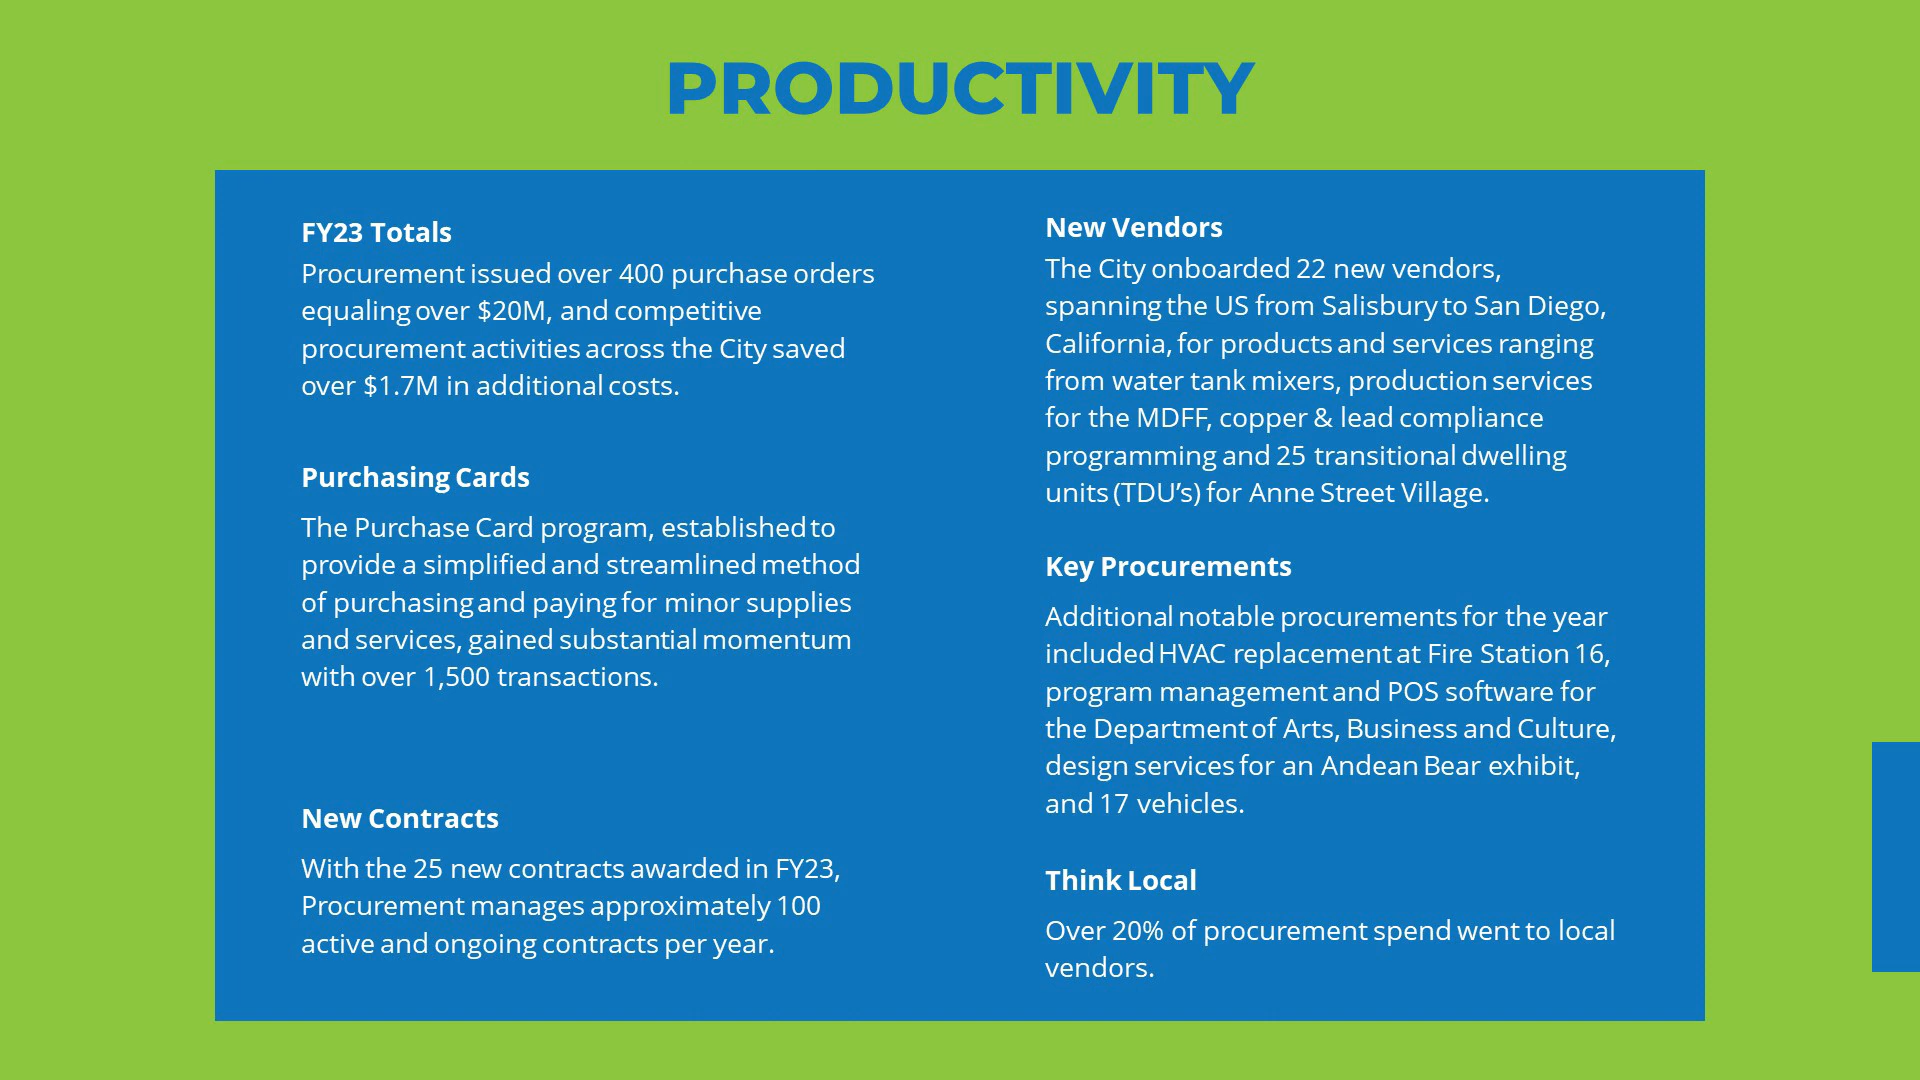 PRODUCTIVITY
FY23 Totals
Procurement issued over 400 purchase orders
equaling over $20M, and competitive
procurement activities across the City saved
over $1.7M in additional costs.
Purchasing Cards
The Purchase Card program, established to
provide a simplified and streamlined method
of purchasing and paying for minor supplies
and services, gained substantial momentum
with over 1,500 transactions.
New Contracts
With the 25 new contracts awarded in FY23,
Procurement manages approximately 100
active and ongoing contracts per year.
New Vendors
The City onboarded 22 new vendors,
spanning the US from Salisbury to San Diego,
California, for products and services ranging
from water tank mixers, production services
for the MDFF, copper & lead compliance
programming and 25 transitional dwelling
units (TDU’s) for Anne Street Village.
Key Procurements
Additional notable procurements for the year
included HVAC replacement at Fire Station 16,
program management and POS software for
the Department of Arts, Business and Culture,
design services for an Andean Bear exhibit,
and 17 vehicles.
Think Local
Over 20% of procurement spend went to local
vendors.